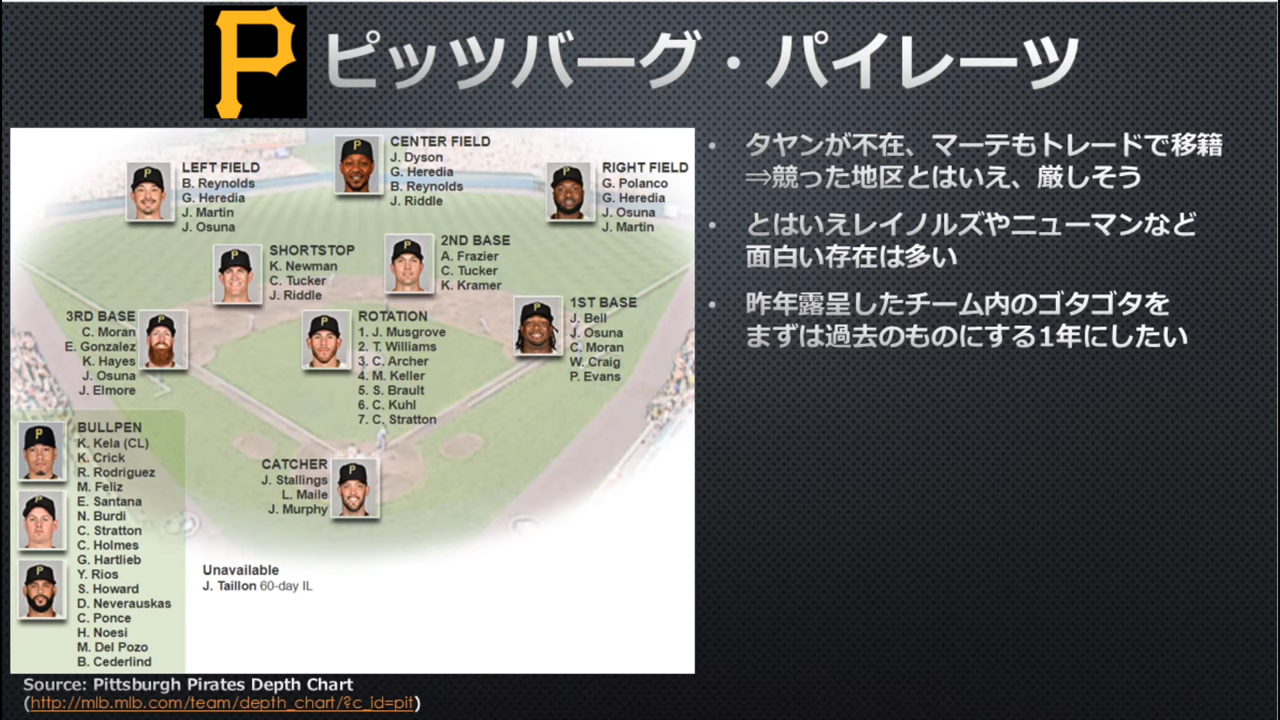 P ピッツバーグ・パイレーツ
CENTER FIELD
J. Dyson
G. Heredia
B. Reynolds
J. Riddle
LEFT FIELD
B. Reynolds
G. Heredia
J. Martin
J. Osuna
RIGHT FIELD
G. Polanco
G. Heredia
J. Osuna
J. Martin
SHORTSTOP
K. Newman
C. Tucker
J. Riddle
2ND BASE
A. Frazier
C. Tucker
K. Kramer
3RD BASE
C. Moran
E. Gonzalez
K. Hayes
J. Osuna
J. Elmore
ROTATION
1. J. Musgrove
2. T. Williams
3. C. Archer
4. M. Keller
5. S. Brault
6. C. Kuhl
7. C. Stratton
1ST BASE
J. Bell
J. Osuna
C. Moran
W. Craig
P. Evans
BULLPEN
K. Kela (CL)
K. Crick
R. Rodriguez
M. Feliz
E. Santana
N. Burdi
C. Stratton
C. Holmes
G. Hartlieb
Y. Rios
S. Howard
D. Neverauskas
C. Ponce
H. Noesi
M. Del Pozo
B. Cederlind
CATCHER
J. Stallings
L. Maile
J. Murphy
Unavailable
J. Taillon 60-day IL
• タヤンが不在、マーテもトレードで移籍
⇒競った地区とはいえ、厳しそう
• とはいえレイノルズやニューマンなど
面白い存在は多い
• 昨年露呈したチーム内のゴタゴタを
まずは過去のものにする1年にしたい
Source: Pittsburgh Pirates Depth Chart
(http://mlb.mlb.com/team/depth_chart/?c_id=pit)